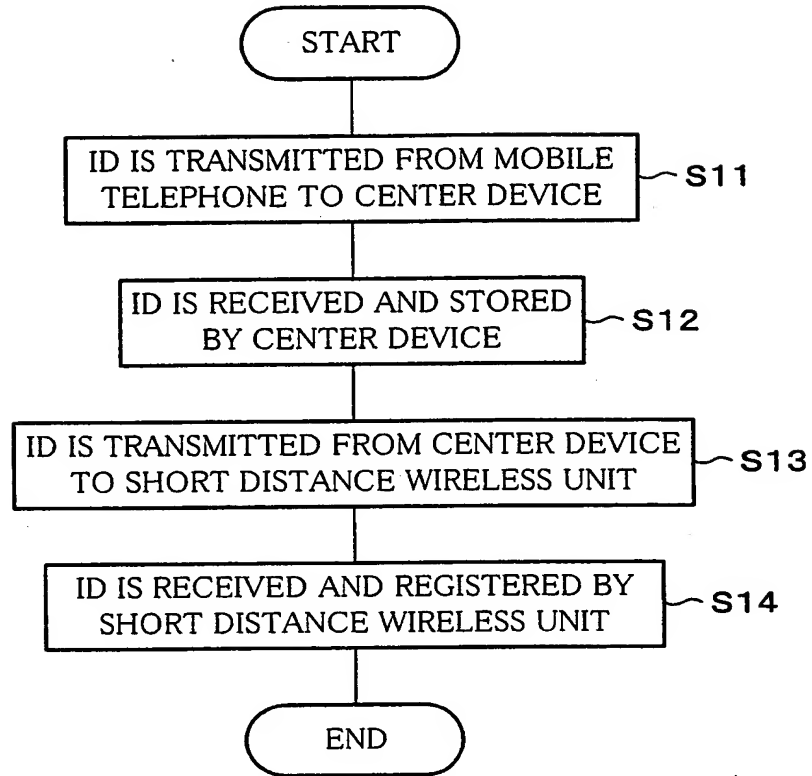 START
ID IS TRANSMITTED FROM MOBILE
TELEPHONE TO CENTER DEVICE
S11
ID IS RECEIVED AND STORED
BY CENTER DEVICE
S12
ID IS TRANSMITTED FROM CENTER DEVICE
TO SHORT DISTANCE WIRELESS UNIT
S13
ID IS RECEIVED AND REGISTERED BY
SHORT DISTANCE WIRELESS UNIT
S14
END